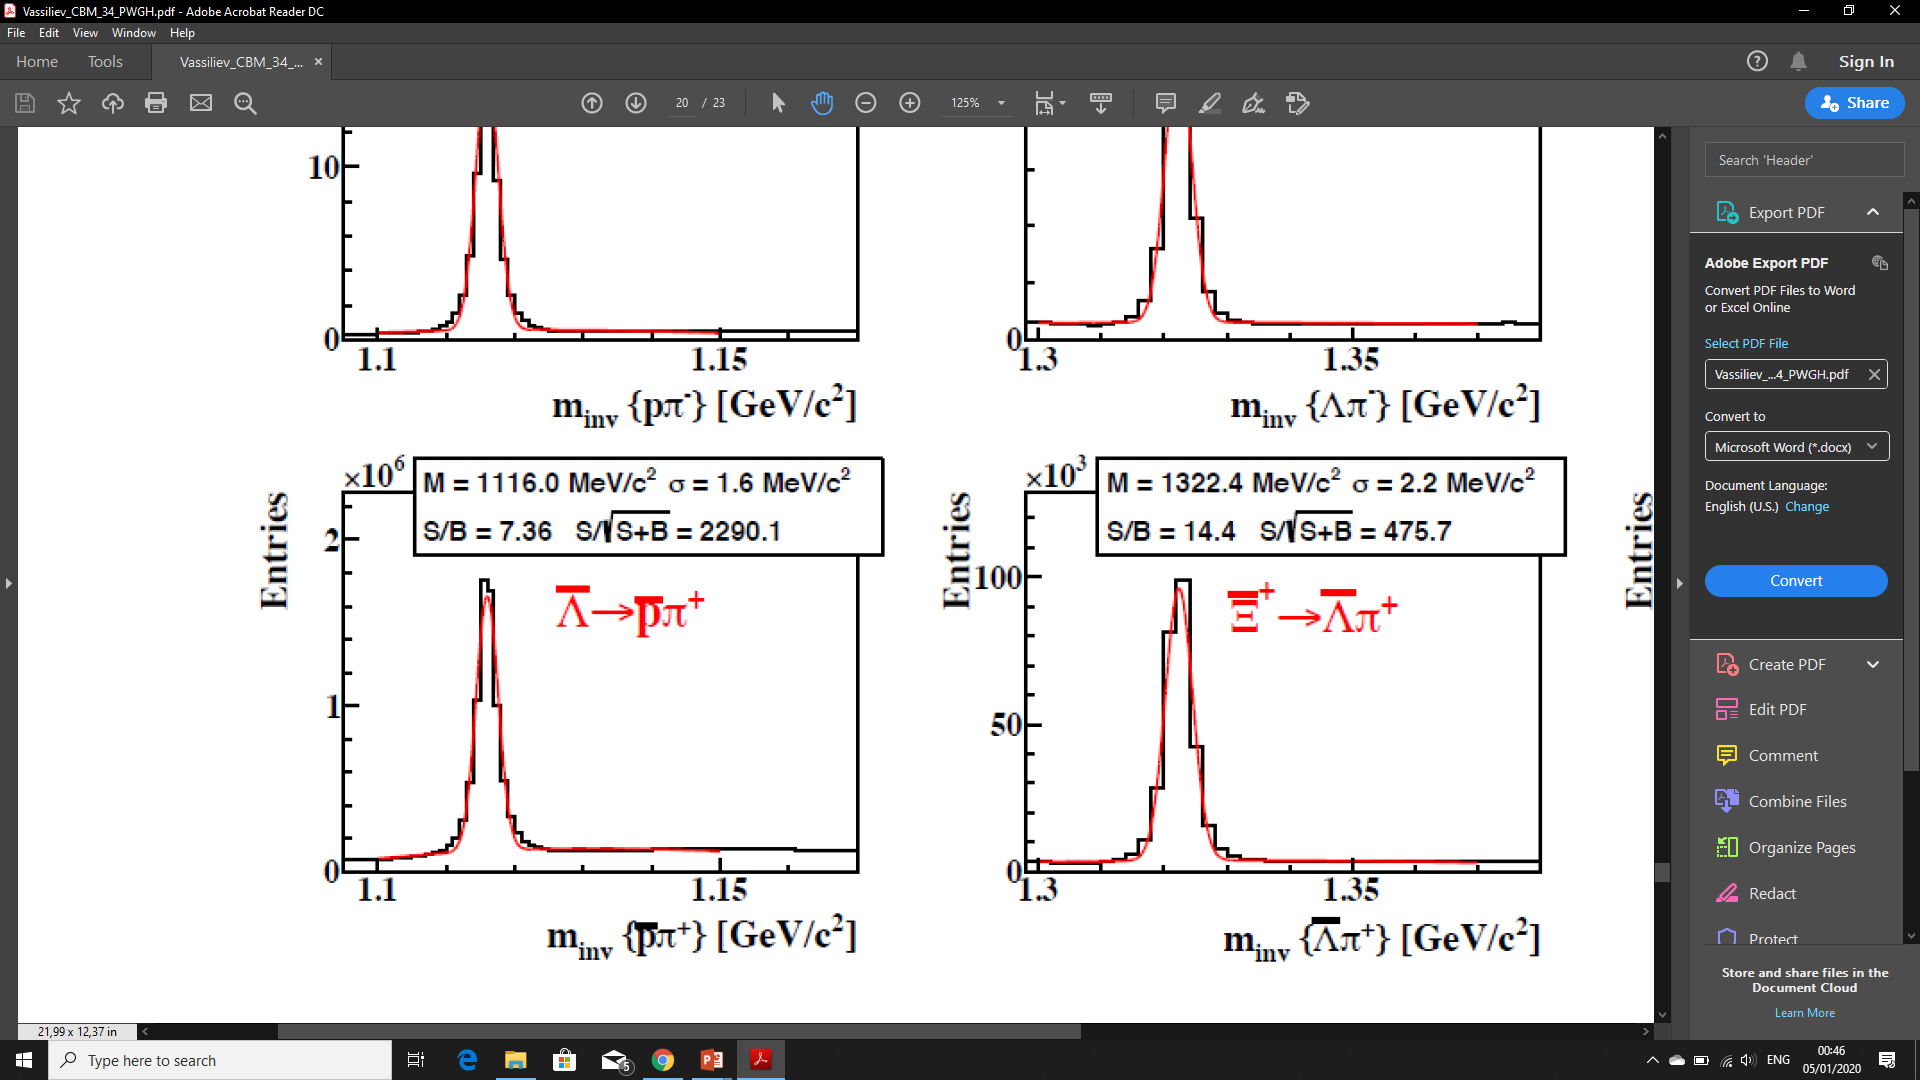 Vassiliev_CBM_34_PWGH.pdf - Adobe Acrobat Reader DC
File Edit View Window Help
Home Tools Vassiliev_CBM_34_... × Sign In
20 / 23 125% Share
10
0
1.1 1.15
m_inv {pπ⁻} [GeV/c²]
0
1.3 1.35
m_inv {Λπ⁻} [GeV/c²]
×10⁶
M = 1116.0 MeV/c² σ = 1.6 MeV/c²
S/B = 7.36 S/√S+B = 2290.1
Entries
2
1
0
Λ̅→p̅π⁺
1.1 1.15
m_inv {p̅π⁺} [GeV/c²]
×10³
M = 1322.4 MeV/c² σ = 2.2 MeV/c²
S/B = 14.4 S/√S+B = 475.7
Entries
100
50
0
Ξ̅⁺→Λ̅π⁺
1.3 1.35
m_inv {Λ̅π⁺} [GeV/c²]
Entries
21,99 x 12,37 in
Search 'Header'
Export PDF
Adobe Export PDF
Convert PDF Files to Word
or Excel Online
Select PDF File
Vassiliev_...4_PWGH.pdf
Convert to
Microsoft Word (*.docx)
Document Language:
English (U.S.) Change
Convert
Create PDF
Edit PDF
Comment
Combine Files
Organize Pages
Redact
Protect
Store and share files in the
Document Cloud
Learn More
Type here to search
5
ENG
00:46
05/01/2020